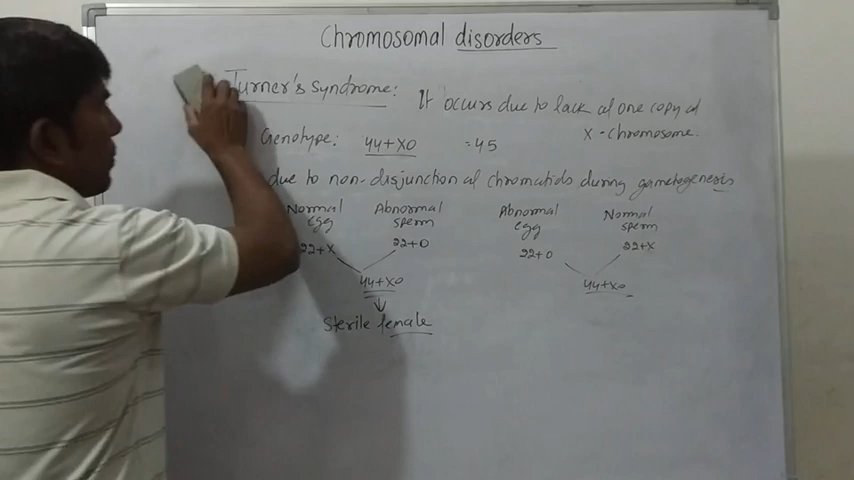 Chromosomal disorders
Turner's syndrome: It occurs due to lack of one copy of
X-chromosome.
Genotype: 44+XO =45
due to non-disjunction of chromatids during gametogenesis
Normal egg Abnormal sperm Abnormal egg Normal sperm
22+X 22+O 22+O 22+X
44+XO 44+XO
Sterile female